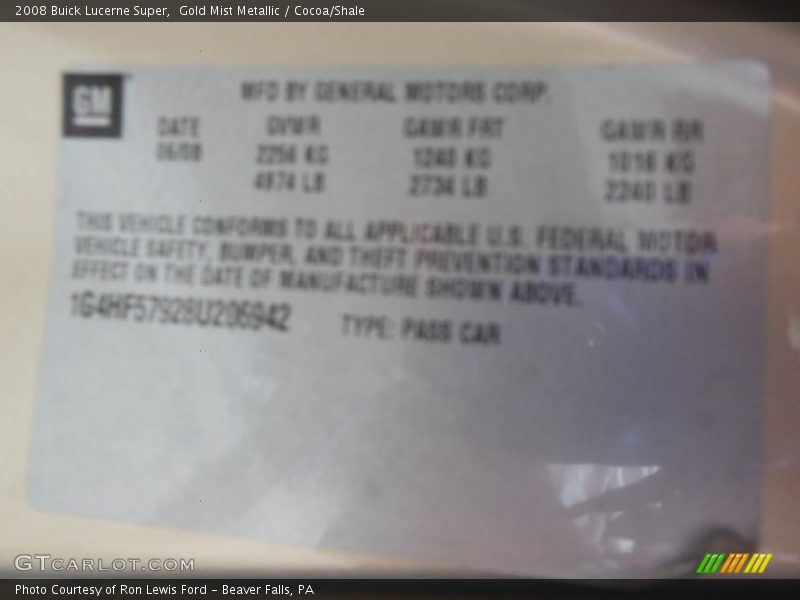 2008 Buick Lucerne Super,  Gold Mist Metallic / Cocoa/Shale
GM
MFD BY GENERAL MOTORS CORP.
DATE GVWR GAWR FRT GAWR RR
06/08 2256 KG 1240 KG 1016 KG
4974 LB 2734 LB 2240 LB
THIS VEHICLE CONFORMS TO ALL APPLICABLE U.S. FEDERAL MOTOR
VEHICLE SAFETY, BUMPER, AND THEFT PREVENTION STANDARDS IN
EFFECT ON THE DATE OF MANUFACTURE SHOWN ABOVE.
1G4HF57928U206942 TYPE: PASS CAR
GTCARLOT.COM
Photo Courtesy of Ron Lewis Ford - Beaver Falls, PA